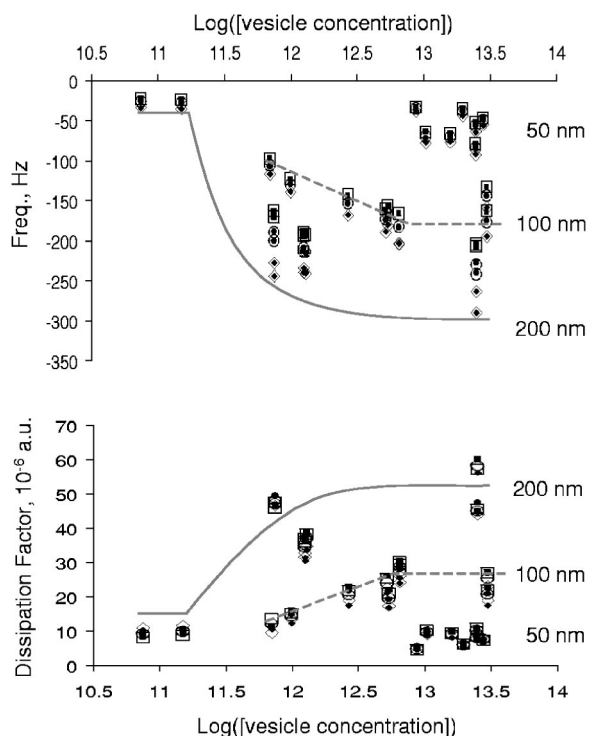 Log([vesicle concentration])
10.5 11 11.5 12 12.5 13 13.5 14
0
-50
-100
-150
-200
-250
-300
-350
Freq., Hz
50 nm
100 nm
200 nm
70
60
50
40
30
20
10
0
Dissipation Factor, 10⁻⁶ a.u.
200 nm
100 nm
50 nm
10.5 11 11.5 12 12.5 13 13.5 14
Log([vesicle concentration])